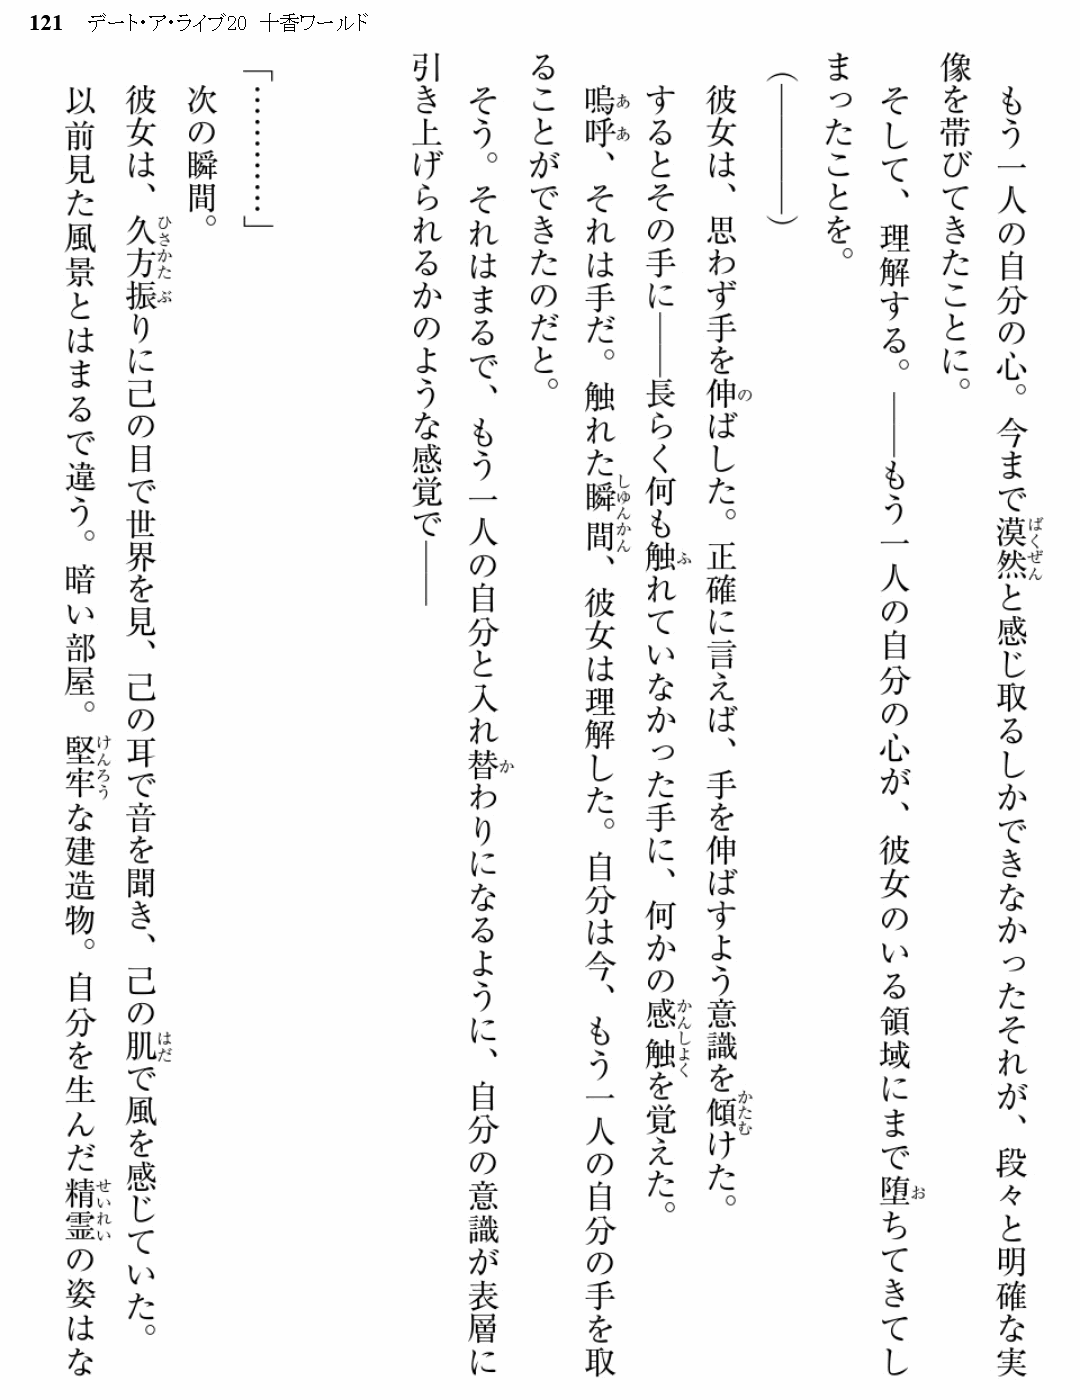 121 デート・ア・ライブ20 十香ワールド
もう一人の自分の心。今まで漠然と感じ取るしかできなかったそれが、段々と明確な実
像を帯びてきたことに。
そして、理解する。――もう一人の自分の心が、彼女のいる領域にまで堕ちてきてし
まったことを。
(――――)
彼女は、思わず手を伸ばした。正確に言えば、手を伸ばすよう意識を傾けた。
するとその手に――長らく何も触れていなかった手に、何かの感触を覚えた。
嗚呼、それは手だ。触れた瞬間、彼女は理解した。自分は今、もう一人の自分の手を取
ることができたのだと。
そう。それはまるで、もう一人の自分と入れ替わりになるように、自分の意識が表層に
引き上げられるかのような感覚で――
「…………」
次の瞬間。
彼女は、久方振りに己の目で世界を見、己の耳で音を聞き、己の肌で風を感じていた。
以前見た風景とはまるで違う。暗い部屋。堅牢な建造物。自分を生んだ精霊の姿はな